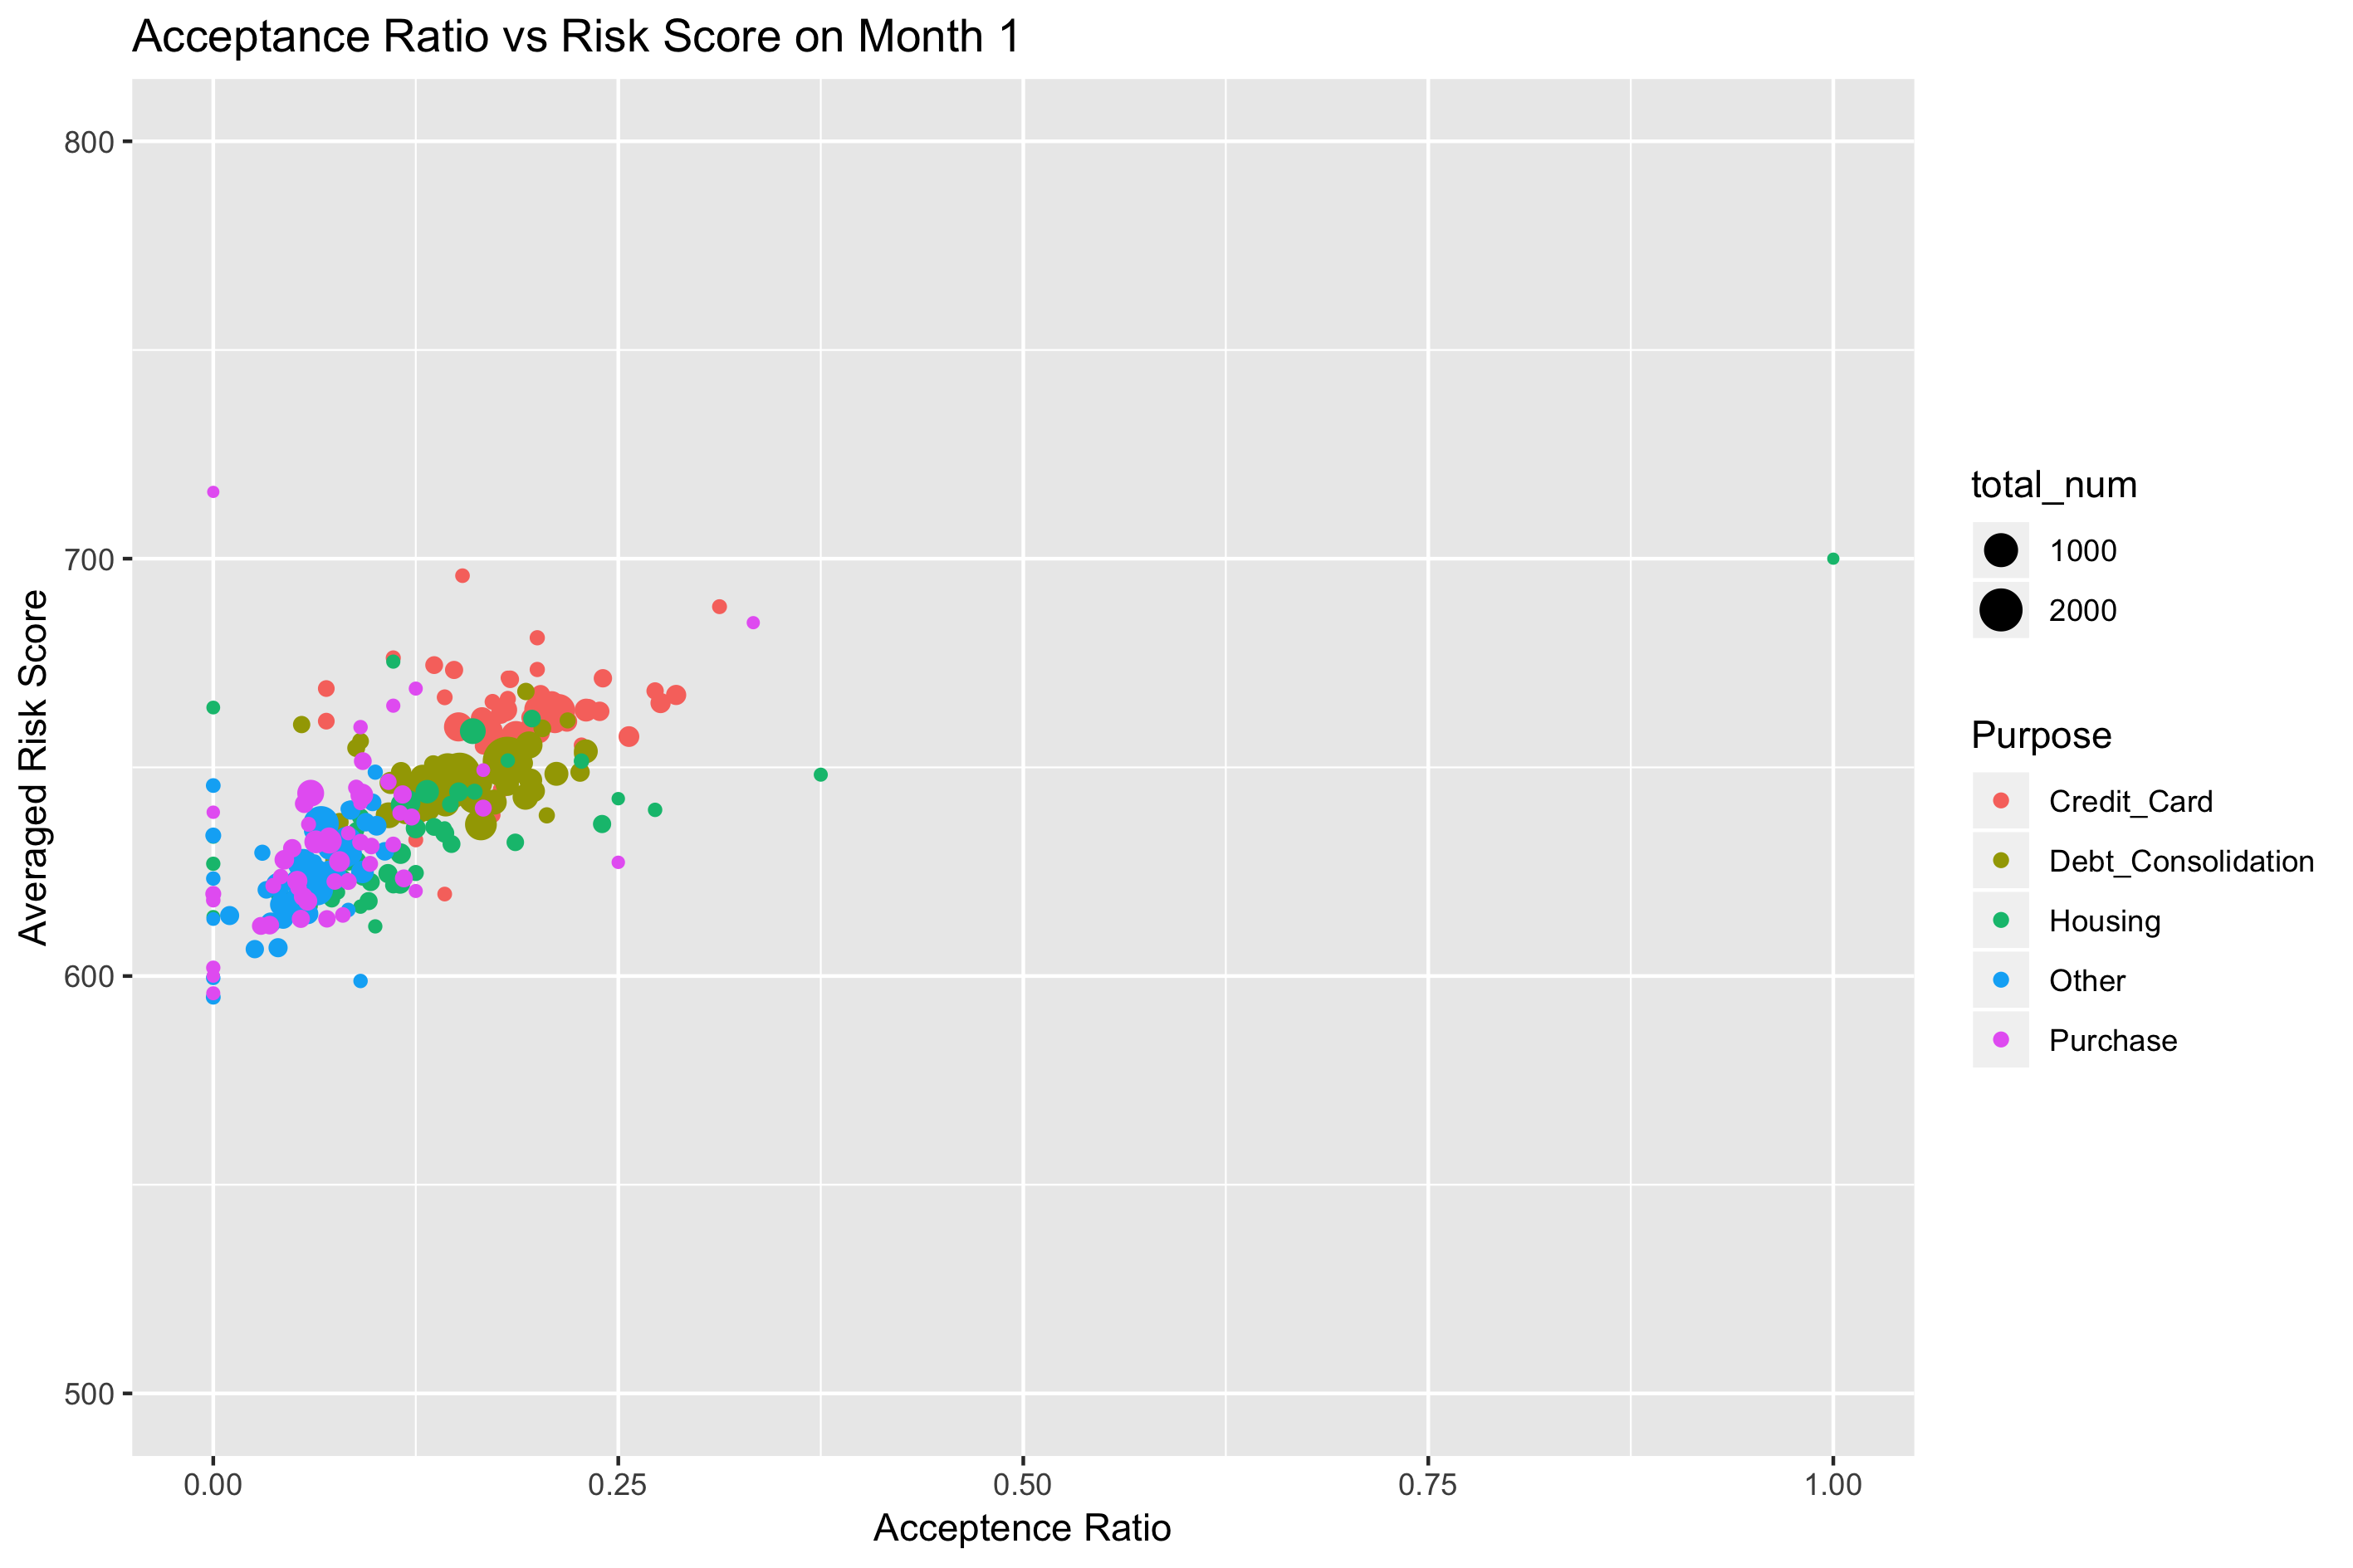 Acceptance Ratio vs Risk Score on Month 1
800
700
600
500
Averaged Risk Score
0.00 0.25 0.50 0.75 1.00
Acceptence Ratio
total_num
1000
2000
Purpose
Credit_Card
Debt_Consolidation
Housing
Other
Purchase